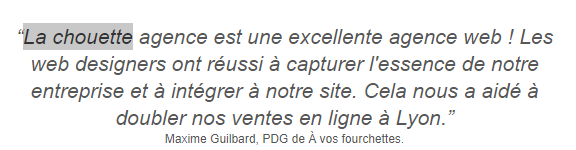 “La chouette agence est une excellente agence web ! Les
web designers ont réussi à capturer l'essence de notre
entreprise et à intégrer à notre site. Cela nous a aidé à
doubler nos ventes en ligne à Lyon.”
Maxime Guilbard, PDG de À vos fourchettes.